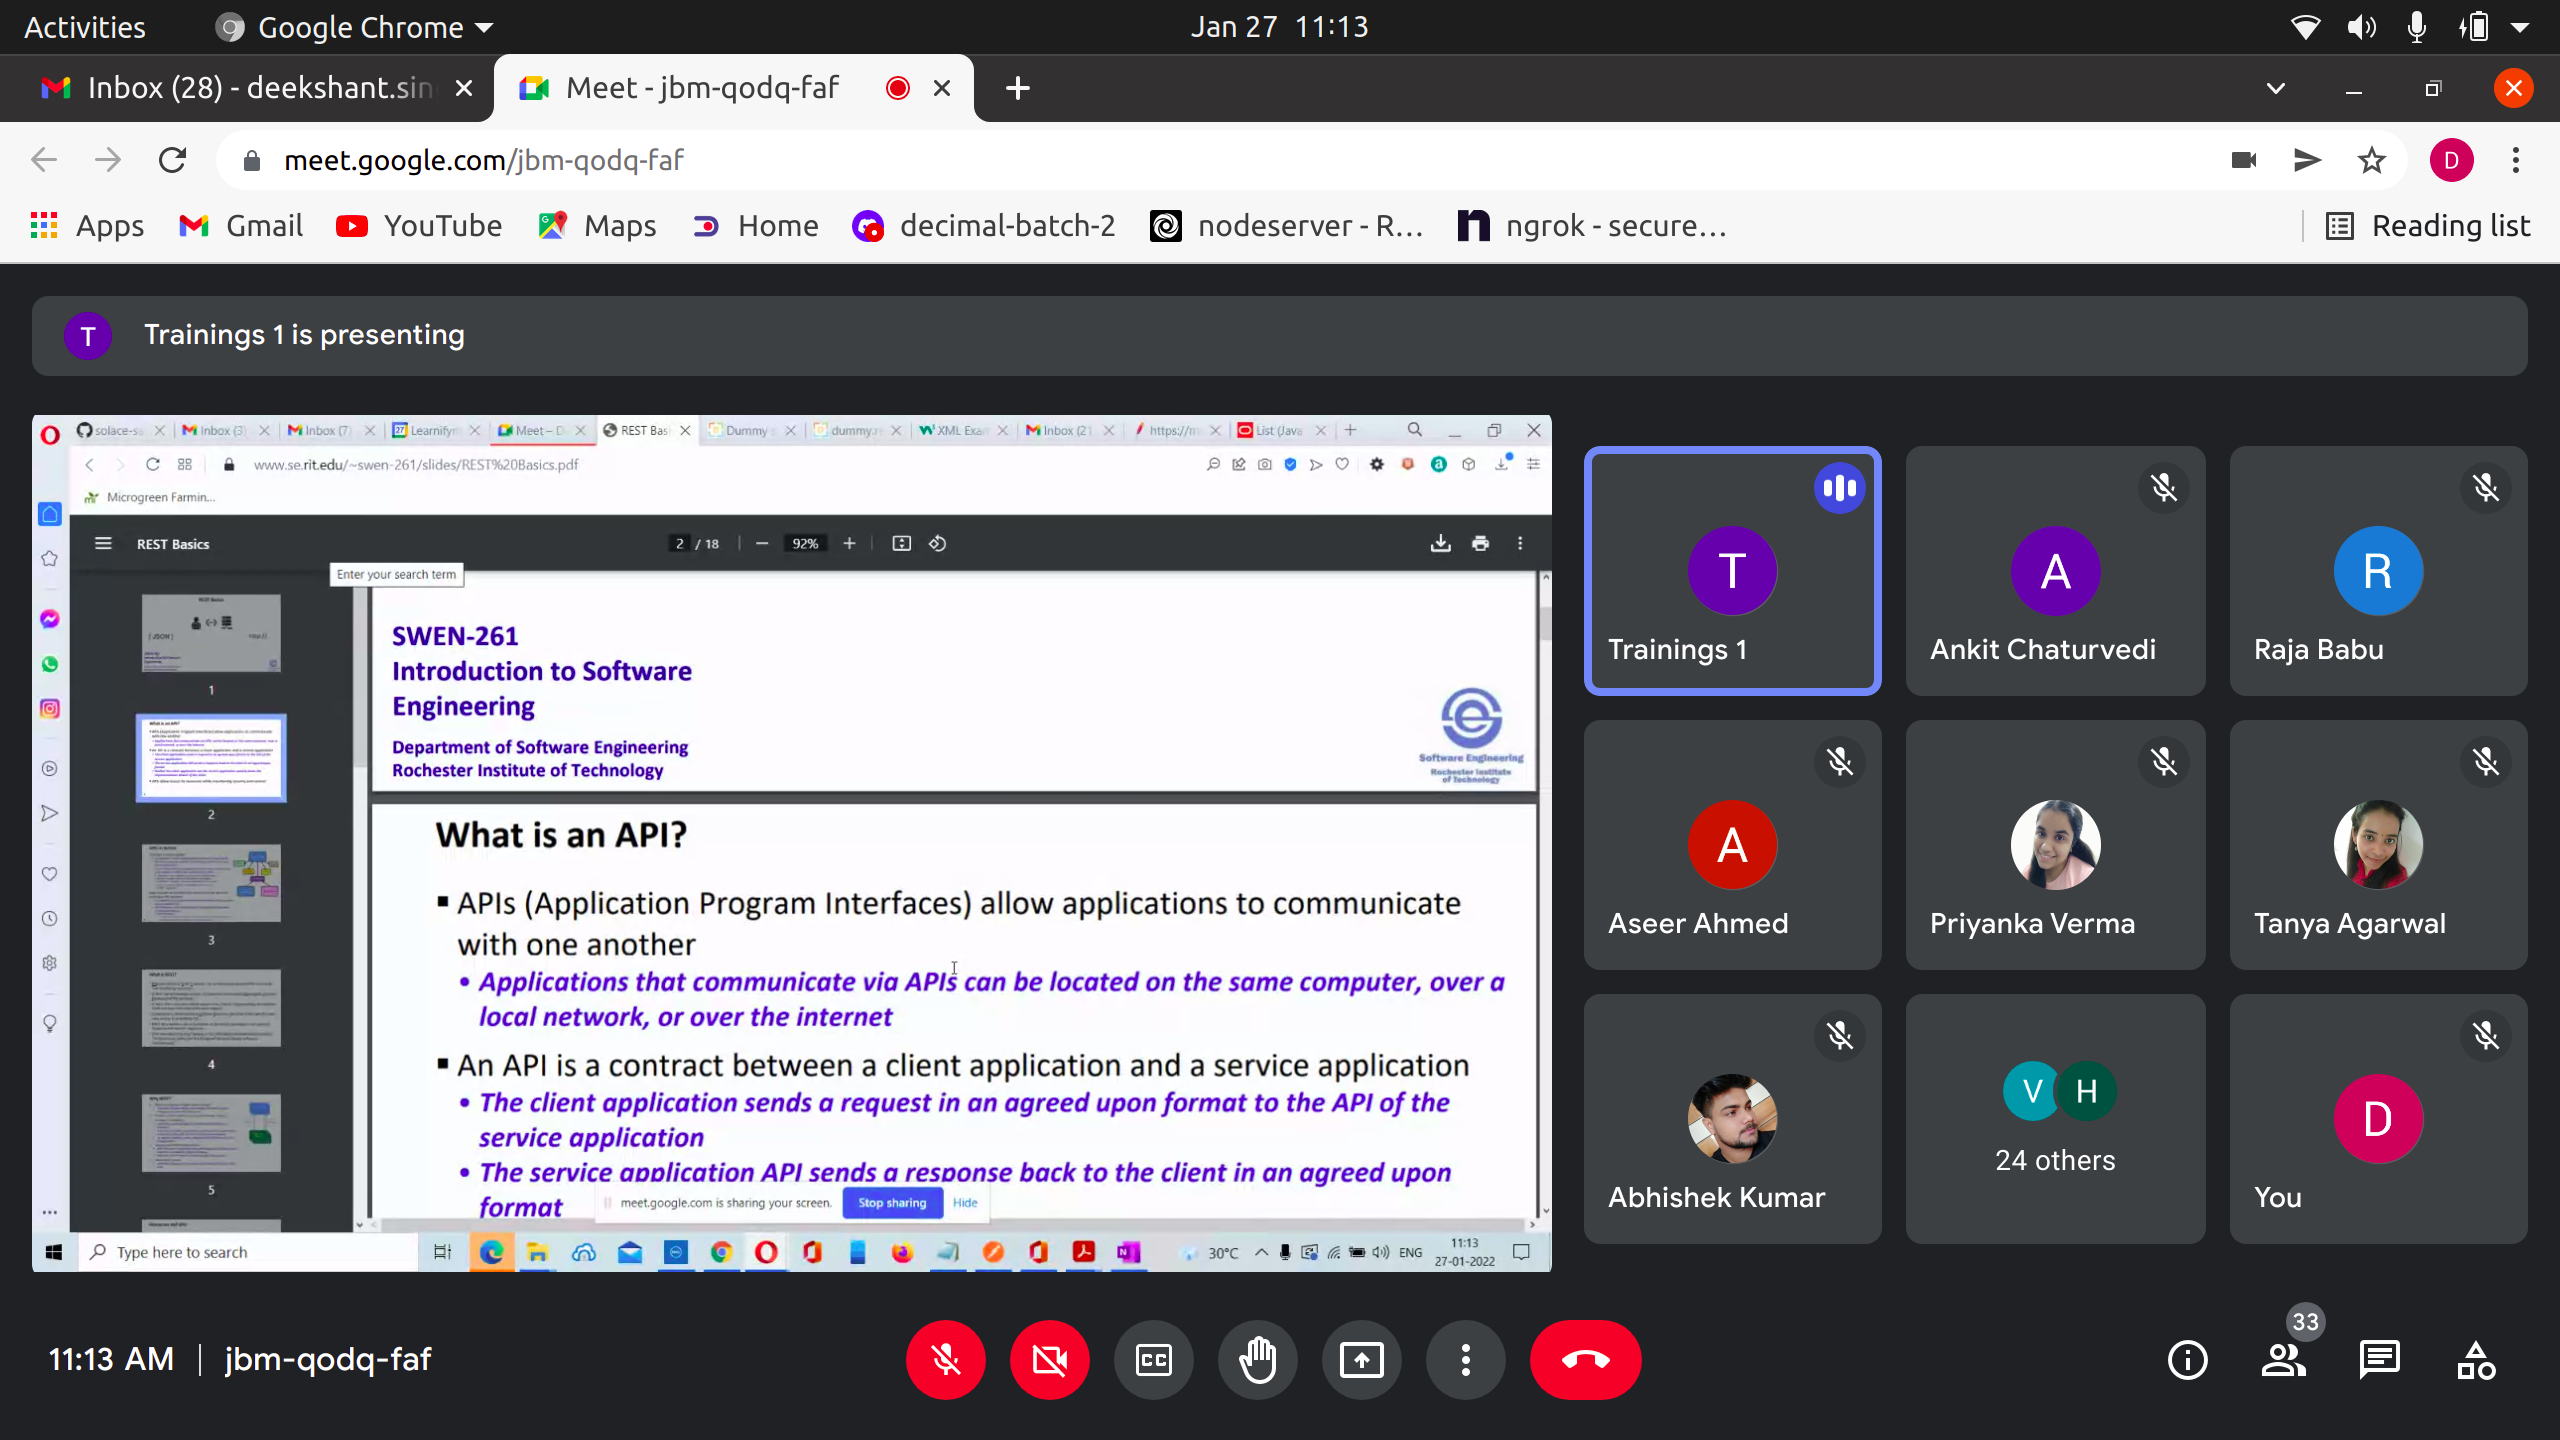 Activities
Google Chrome
Jan 27 11:13
Inbox (28) - deekshant.sin
Meet - jbm-qodq-faf
meet.google.com/jbm-qodq-faf
D
Apps
Gmail
YouTube
Maps
Home
decimal-batch-2
nodeserver - R...
ngrok - secure...
Reading list
T
Trainings 1 is presenting
solace-s
Inbox (3)
Inbox (7)
Learnify
Meet – D
REST Bas
Dummy
dummy.re
XML Exa
Inbox (21
https://m
List (Java
www.se.rit.edu/~swen-261/slides/REST%20Basics.pdf
Microgreen Farmin...
REST Basics
2 / 18
92%
Enter your search term
REST Basics
1
2
3
4
5
SWEN-261
Introduction to Software
Engineering
Department of Software Engineering
Rochester Institute of Technology
Software Engineering
Rochester Institute
of Technology
What is an API?
▪ APIs (Application Program Interfaces) allow applications to communicate
with one another
• Applications that communicate via APIs can be located on the same computer, over a
local network, or over the internet
▪ An API is a contract between a client application and a service application
• The client application sends a request in an agreed upon format to the API of the
service application
• The service application API sends a response back to the client in an agreed upon
format
meet.google.com is sharing your screen.
Stop sharing
Hide
Type here to search
30°C
ENG
11:13
27-01-2022
T
Trainings 1
A
Ankit Chaturvedi
R
Raja Babu
A
Aseer Ahmed
Priyanka Verma
Tanya Agarwal
Abhishek Kumar
V
H
24 others
D
You
11:13 AM
jbm-qodq-faf
CC
33